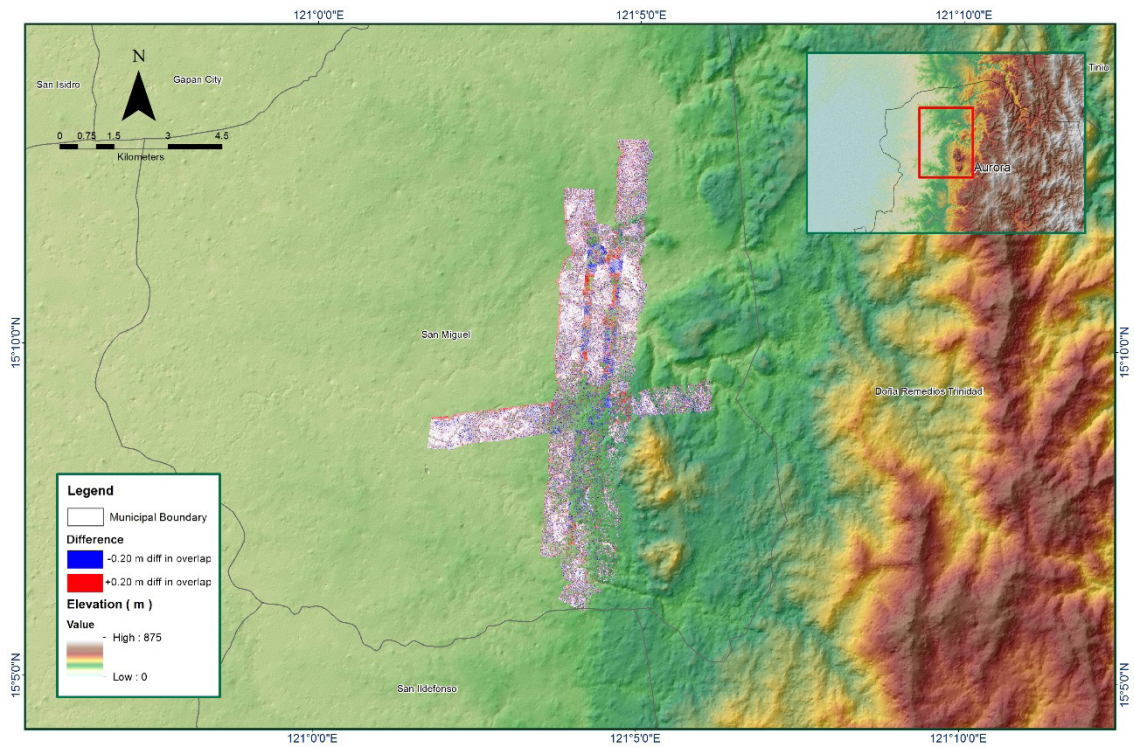 121°0'0"E
121°5'0"E
121°10'0"E
San Isidro
Gapan City
N
0 0.75 1.5 3 4.5
Kilometers
Tinio
Aurora
San Miguel
Doña Remedios Trinidad
San Ildefonso
15°10'0"N
15°10'0"N
15°5'0"N
15°5'0"N
Legend
Municipal Boundary
Difference
-0.20 m diff in overlap
+0.20 m diff in overlap
Elevation ( m )
Value
High : 875
Low : 0
121°0'0"E
121°5'0"E
121°10'0"E